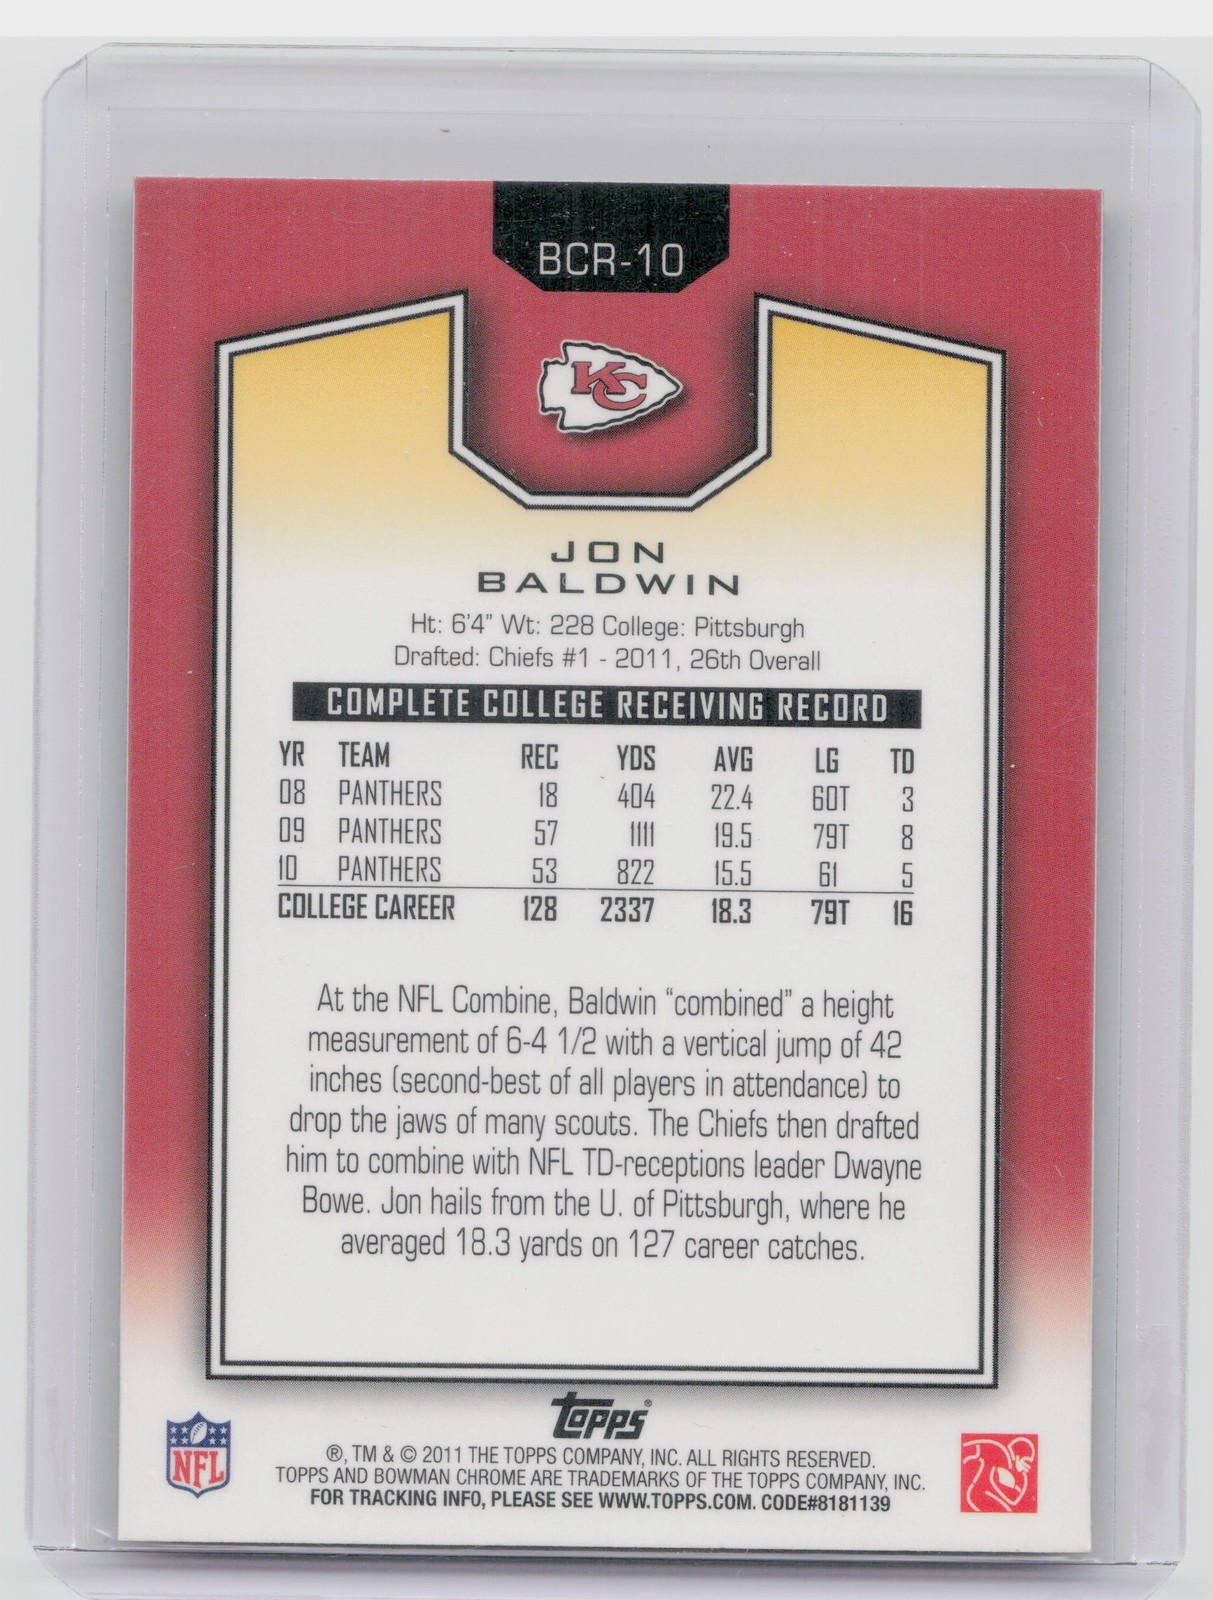 BCR-10
KC
JON
BALDWIN
Ht: 6'4" Wt: 228 College: Pittsburgh
Drafted: Chiefs #1 - 2011, 26th Overall
COMPLETE COLLEGE RECEIVING RECORD
YR TEAM REC YDS AVG LG TD
08 PANTHERS 18 404 22.4 60T 3
09 PANTHERS 57 1111 19.5 79T 8
10 PANTHERS 53 822 15.5 61 5
COLLEGE CAREER 128 2337 18.3 79T 16
At the NFL Combine, Baldwin “combined” a height
measurement of 6-4 1/2 with a vertical jump of 42
inches (second-best of all players in attendance) to
drop the jaws of many scouts. The Chiefs then drafted
him to combine with NFL TD-receptions leader Dwayne
Bowe. Jon hails from the U. of Pittsburgh, where he
averaged 18.3 yards on 127 career catches.
topps®
NFL
®, TM & © 2011 THE TOPPS COMPANY, INC. ALL RIGHTS RESERVED.
TOPPS AND BOWMAN CHROME ARE TRADEMARKS OF THE TOPPS COMPANY, INC.
FOR TRACKING INFO, PLEASE SEE WWW.TOPPS.COM. CODE#8181139